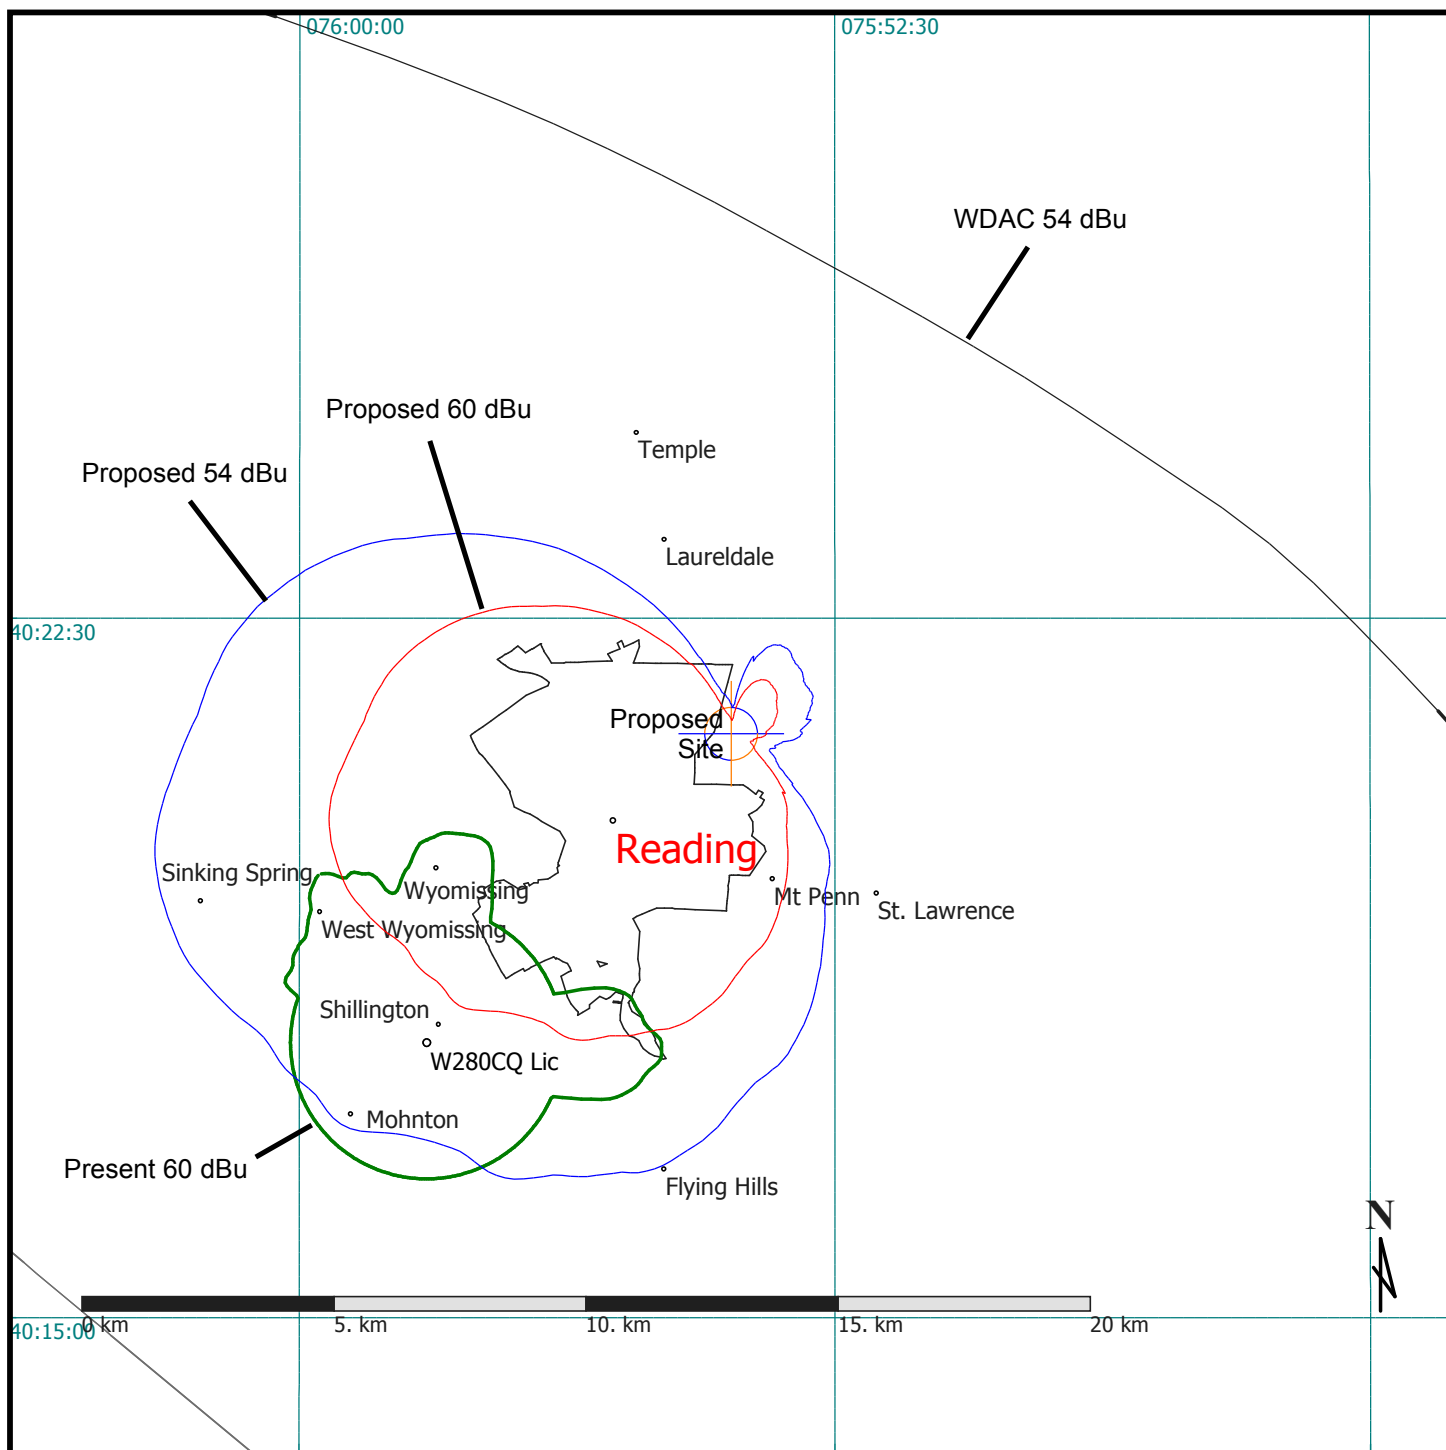 076:00:00
075:52:30
WDAC 54 dBu
Proposed 60 dBu
Temple
Proposed 54 dBu
Laureldale
40:22:30
Proposed
Site
Reading
Sinking Spring
Wyomissing
Mt Penn
St. Lawrence
West Wyomissing
Shillington
W280CQ Lic
Mohnton
Present 60 dBu
Flying Hills
N
0 km
5. km
10. km
15. km
20 km
40:15:00